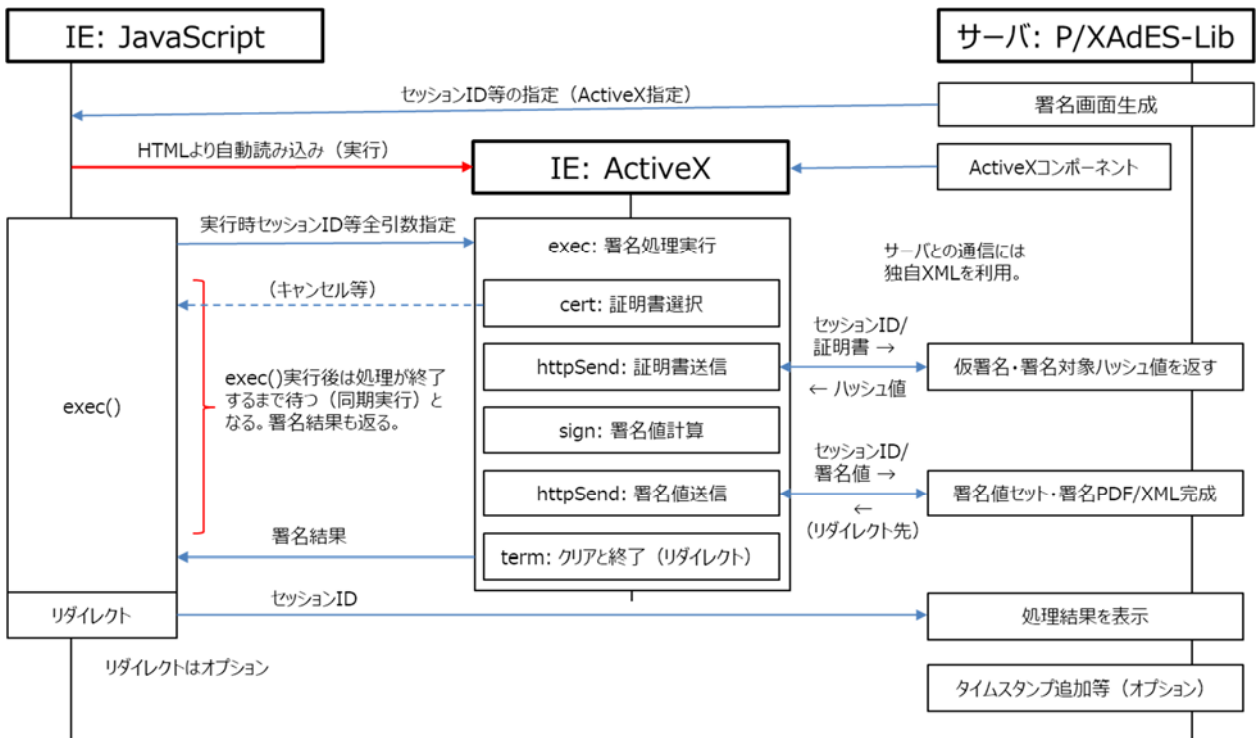 IE: JavaScript
サーバ: P/XAdES-Lib
セッションID等の指定（ActiveX指定）
署名画面生成
HTMLより自動読み込み（実行）
IE: ActiveX
ActiveXコンポーネント
実行時セッションID等全引数指定
exec: 署名処理実行
サーバとの通信には
独自XMLを利用。
（キャンセル等）
cert: 証明書選択
セッションID/
証明書 →
httpSend: 証明書送信
仮署名・署名対象ハッシュ値を返す
← ハッシュ値
exec()
exec()実行後は処理が終了
するまで待つ（同期実行）と
なる。署名結果も返る。
sign: 署名値計算
セッションID/
署名値 →
httpSend: 署名値送信
署名値セット・署名PDF/XML完成
←
（リダイレクト先）
署名結果
term: クリアと終了（リダイレクト）
セッションID
リダイレクト
処理結果を表示
リダイレクトはオプション
タイムスタンプ追加等（オプション）